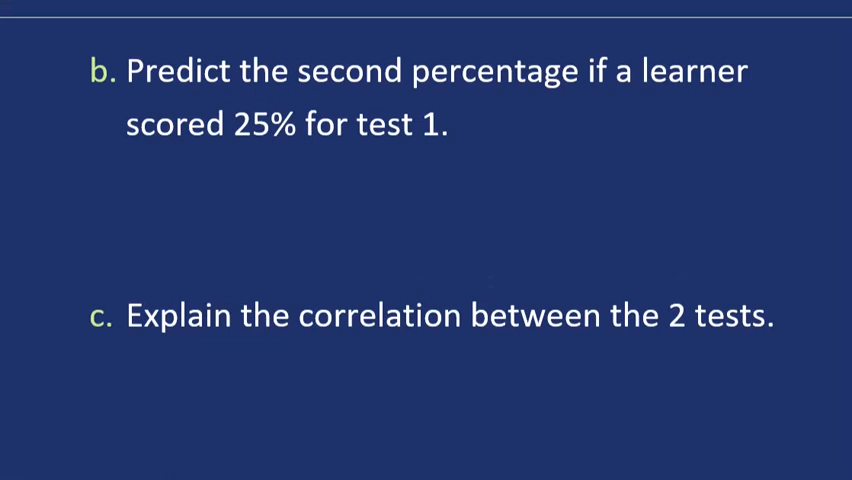 b. Predict the second percentage if a learner
scored 25% for test 1.
c. Explain the correlation between the 2 tests.